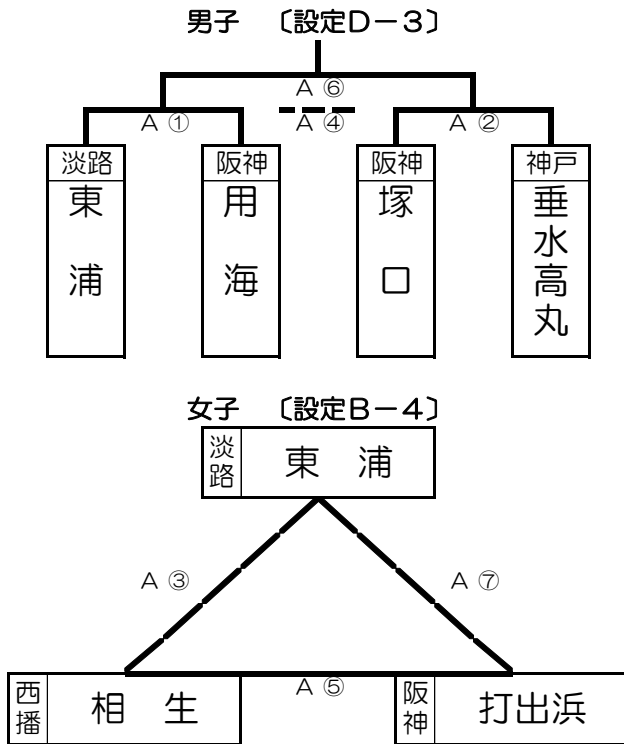 男子 〔設定D－3〕
A ⑥
A ① A ④ A ②
淡路 阪神 阪神 神戸
東浦 用海 塚口 垂水高丸
女子 〔設定B－4〕
淡路 東浦
A ③ A ⑦
A ⑤
西播 相生 阪神 打出浜